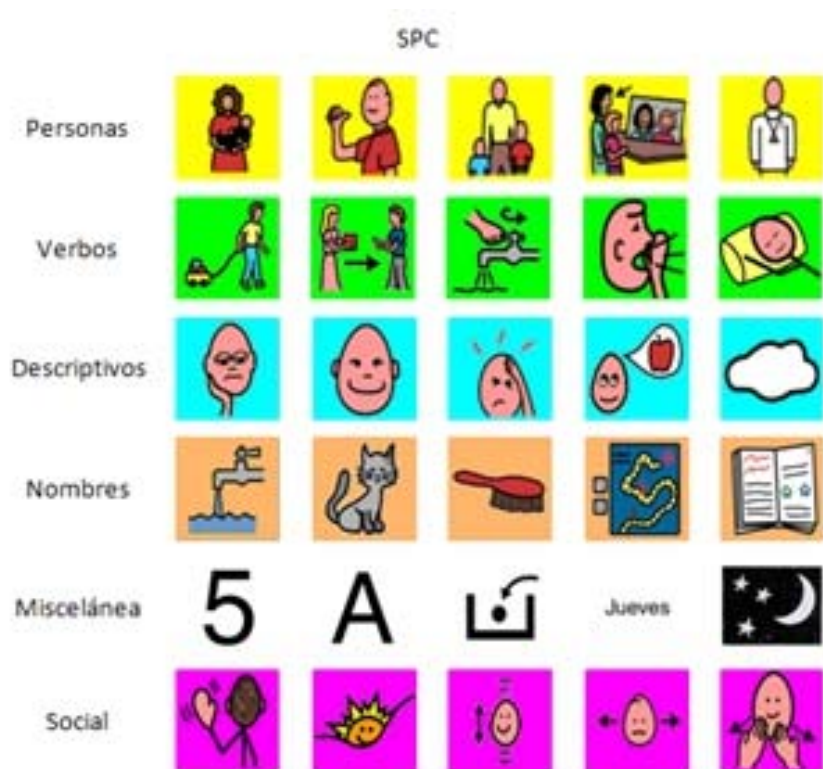 SPC
Personas
Verbos
Descriptivos
Nombres
Miscelánea
5 A Jueves
Social